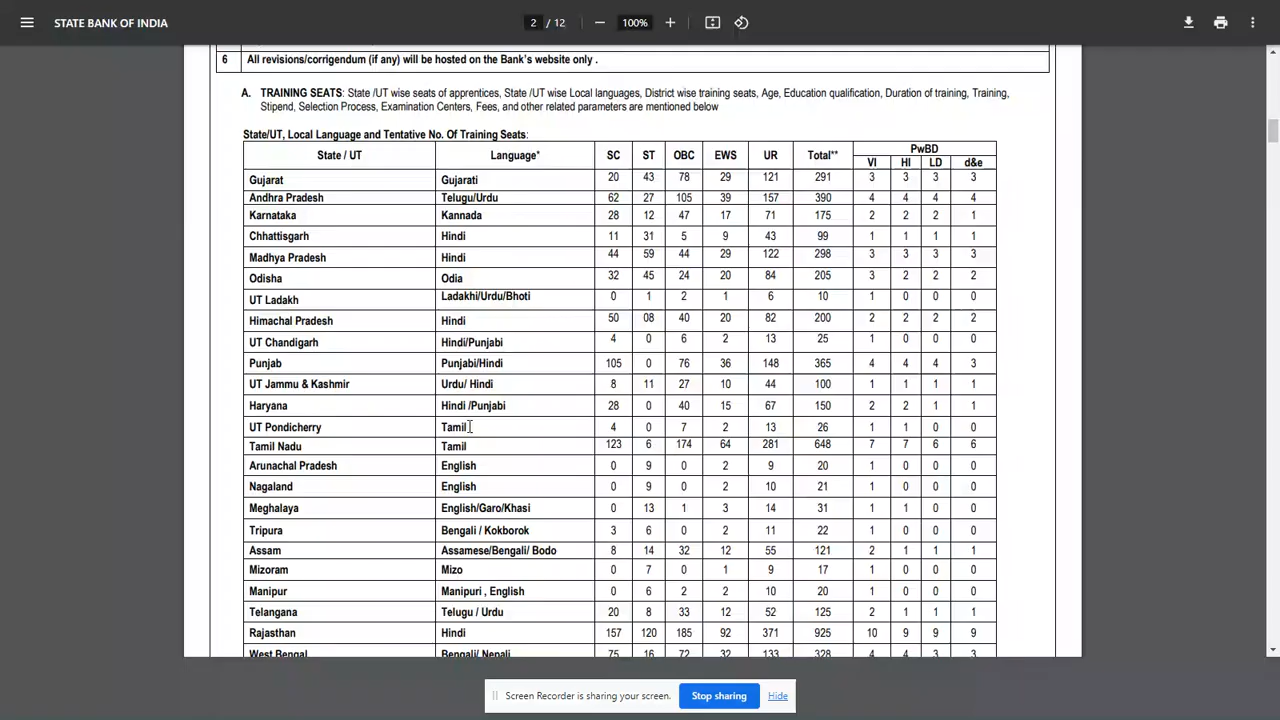 STATE BANK OF INDIA
2 / 12
100%
6 All revisions/corrigendum (if any) will be hosted on the Bank's website only .
A. TRAINING SEATS: State /UT wise seats of apprentices, State /UT wise Local languages, District wise training seats, Age, Education qualification, Duration of training, Training,
Stipend, Selection Process, Examination Centers, Fees, and other related parameters are mentioned below
State/UT, Local Language and Tentative No. Of Training Seats:
State / UT Language* SC ST OBC EWS UR Total** PwBD
VI HI LD d&e
Gujarat Gujarati 20 43 78 29 121 291 3 3 3 3
Andhra Pradesh Telugu/Urdu 62 27 105 39 157 390 4 4 4 4
Karnataka Kannada 28 12 47 17 71 175 2 2 2 1
Chhattisgarh Hindi 11 31 5 9 43 99 1 1 1 1
Madhya Pradesh Hindi 44 59 44 29 122 298 3 3 3 3
Odisha Odia 32 45 24 20 84 205 3 2 2 2
UT Ladakh Ladakhi/Urdu/Bhoti 0 1 2 1 6 10 1 0 0 0
Himachal Pradesh Hindi 50 08 40 20 82 200 2 2 2 2
UT Chandigarh Hindi/Punjabi 4 0 6 2 13 25 1 0 0 0
Punjab Punjabi/Hindi 105 0 76 36 148 365 4 4 4 3
UT Jammu & Kashmir Urdu/ Hindi 8 11 27 10 44 100 1 1 1 1
Haryana Hindi /Punjabi 28 0 40 15 67 150 2 2 1 1
UT Pondicherry Tamil 4 0 7 2 13 26 1 1 0 0
Tamil Nadu Tamil 123 6 174 64 281 648 7 7 6 6
Arunachal Pradesh English 0 9 0 2 9 20 1 0 0 0
Nagaland English 0 9 0 2 10 21 1 0 0 0
Meghalaya English/Garo/Khasi 0 13 1 3 14 31 1 1 0 0
Tripura Bengali / Kokborok 3 6 0 2 11 22 1 0 0 0
Assam Assamese/Bengali/ Bodo 8 14 32 12 55 121 2 1 1 1
Mizoram Mizo 0 7 0 1 9 17 1 0 0 0
Manipur Manipuri , English 0 6 2 2 10 20 1 0 0 0
Telangana Telugu / Urdu 20 8 33 12 52 125 2 1 1 1
Rajasthan Hindi 157 120 185 92 371 925 10 9 9 9
West Bengal Bengali/ Nepali 75 16 72 32 133 328 4 4 3 3
Screen Recorder is sharing your screen. Stop sharing Hide